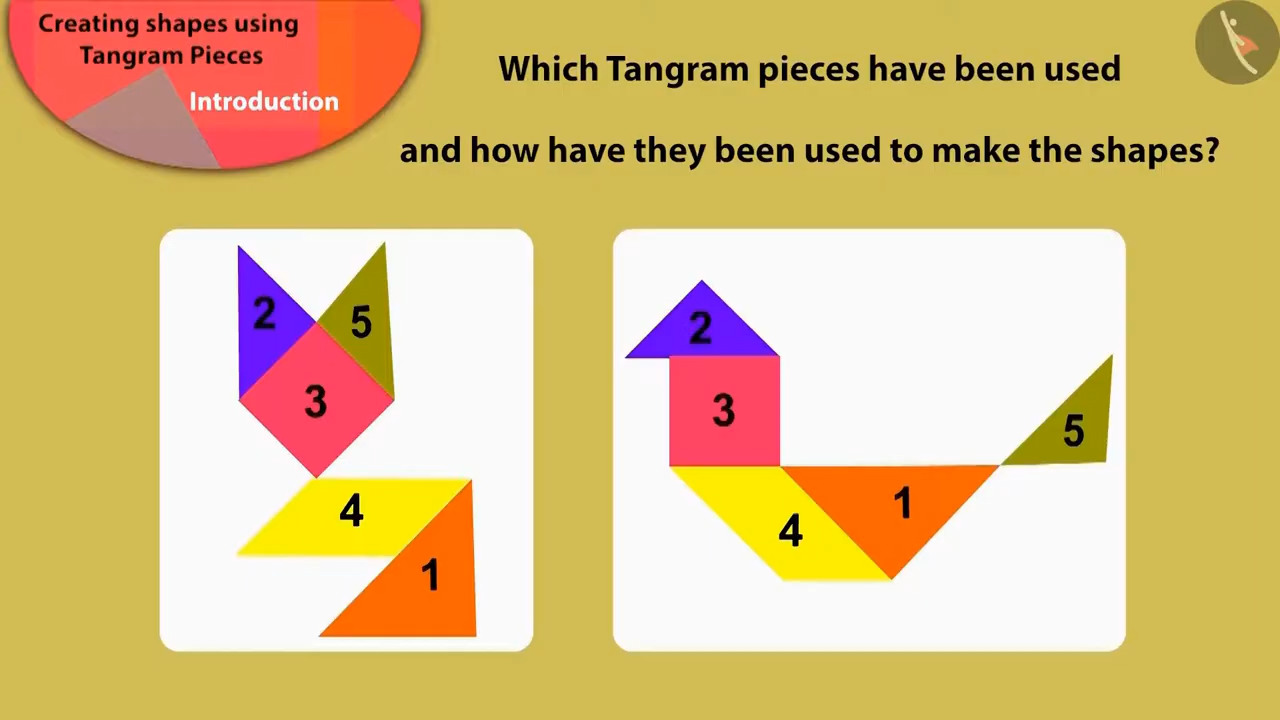 Creating shapes using
Tangram Pieces
Introduction
Which Tangram pieces have been used
and how have they been used to make the shapes?
2
5
3
4
1
2
3
5
1
4